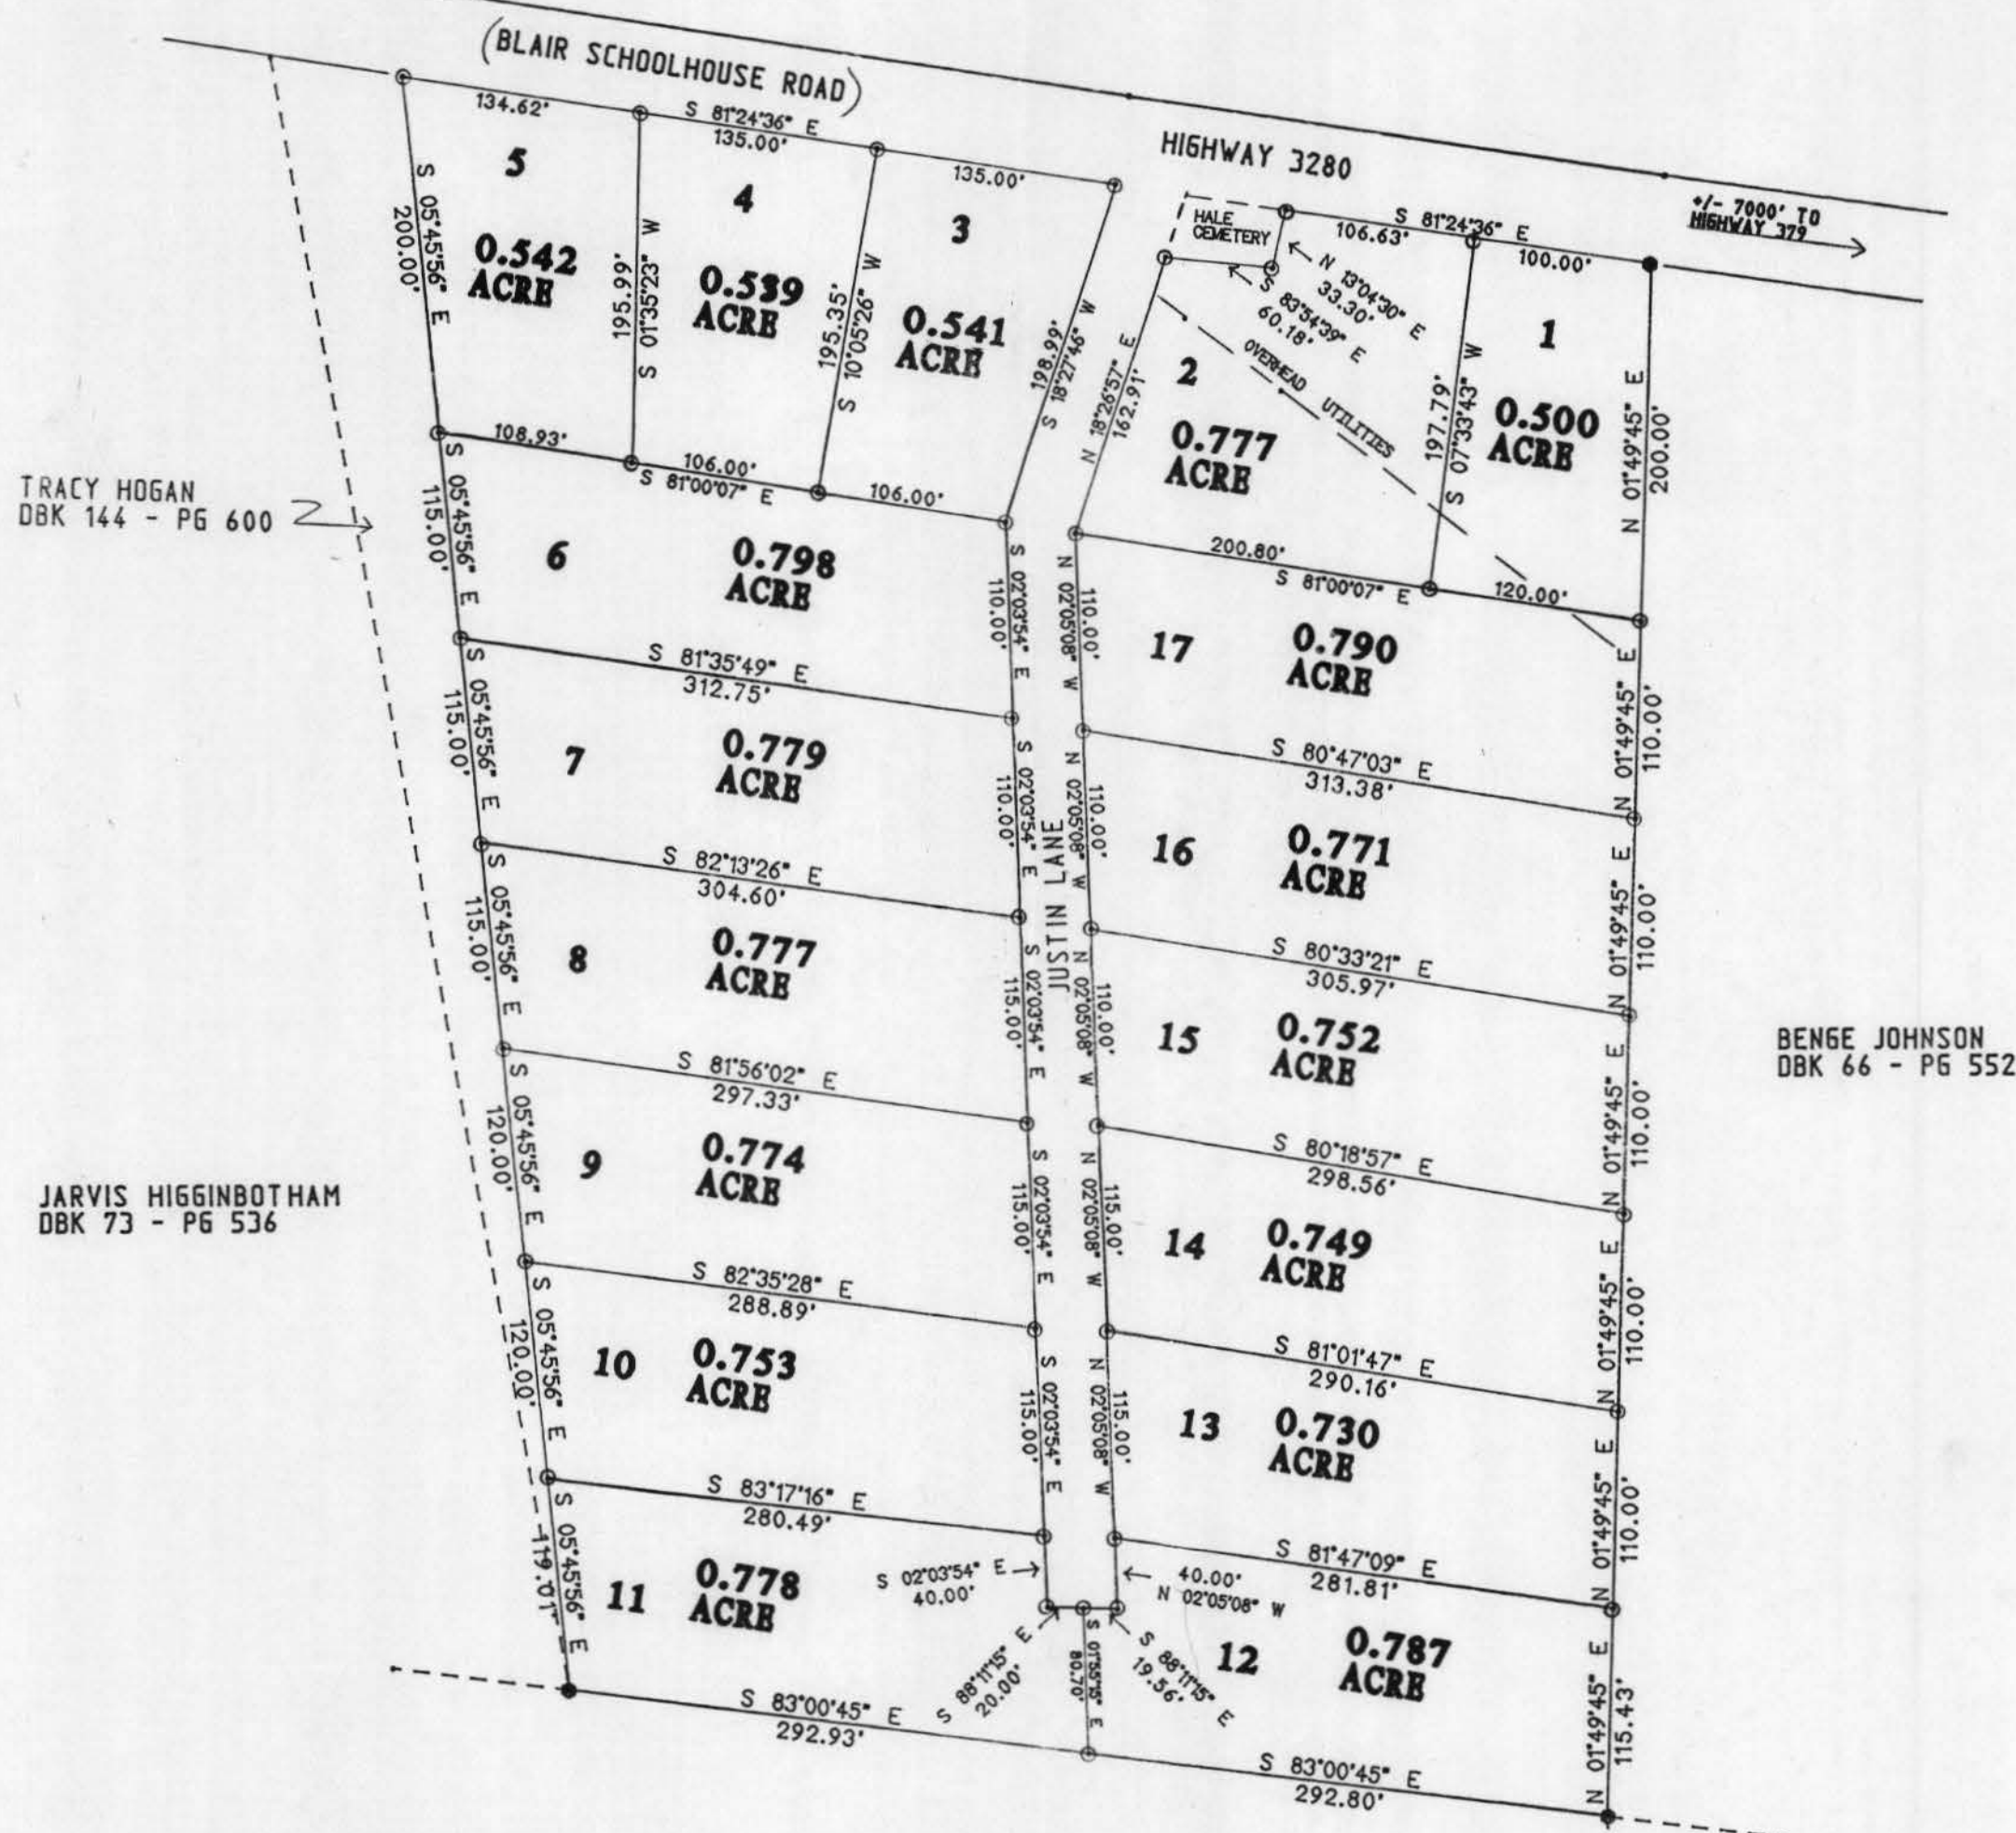 (BLAIR SCHOOLHOUSE ROAD)
HIGHWAY 3280
+/- 7000' TO
HIGHWAY 379
134.62'
S 81°24'36" E
135.00'
135.00'
HALE
CEMETERY
S 81°24'36" E
106.63'
100.00'
N 13°04'30" E
33.30'
S 83°54'39" E
60.18'
OVERHEAD UTILITIES
5
0.542
ACRE
S 05°45'56" E
200.00'
195.99'
S 01°35'23" W
4
0.539
ACRE
195.35'
S 10°05'26" W
3
0.541
ACRE
198.99'
S 18°27'46" W
N 18°26'57" E
162.91'
2
0.777
ACRE
197.79'
S 07°33'43" W
1
0.500
ACRE
N 01°49'45" E
200.00'
108.93'
106.00'
S 81°00'07" E
106.00'
200.80'
S 81°00'07" E
120.00'
TRACY HOGAN
DBK 144 - PG 600
S 05°45'56" E
115.00'
6
0.798
ACRE
S 02°03'54" E
110.00'
N 02°05'08" W
110.00'
17
0.790
ACRE
N 01°49'45" E
110.00'
S 81°35'49" E
312.75'
S 80°47'03" E
313.38'
S 05°45'56" E
115.00'
7
0.779
ACRE
S 02°03'54" E
110.00'
JUSTIN LANE
N 02°05'08" W
110.00'
16
0.771
ACRE
N 01°49'45" E
110.00'
S 82°13'26" E
304.60'
S 80°33'21" E
305.97'
S 05°45'56" E
115.00'
8
0.777
ACRE
S 02°03'54" E
115.00'
N 02°05'08" W
110.00'
15
0.752
ACRE
N 01°49'45" E
110.00'
BENGE JOHNSON
DBK 66 - PG 552
S 81°56'02" E
297.33'
S 80°18'57" E
298.56'
JARVIS HIGGINBOTHAM
DBK 73 - PG 536
S 05°45'56" E
120.00'
9
0.774
ACRE
S 02°03'54" E
115.00'
N 02°05'08" W
115.00'
14
0.749
ACRE
N 01°49'45" E
110.00'
S 82°35'28" E
288.89'
S 81°01'47" E
290.16'
S 05°45'56" E
120.00'
10
0.753
ACRE
S 02°03'54" E
115.00'
N 02°05'08" W
115.00'
13
0.730
ACRE
N 01°49'45" E
110.00'
S 83°17'16" E
280.49'
S 81°47'09" E
281.81'
S 05°45'56" E
119.01'
11
0.778
ACRE
S 02°03'54" E
40.00'
40.00'
N 02°05'08" W
S 88°11'15" E
20.00'
S 01°55'15" E
80.70'
S 88°11'15" E
19.56'
12
0.787
ACRE
N 01°49'45" E
115.43'
S 83°00'45" E
292.93'
S 83°00'45" E
292.80'